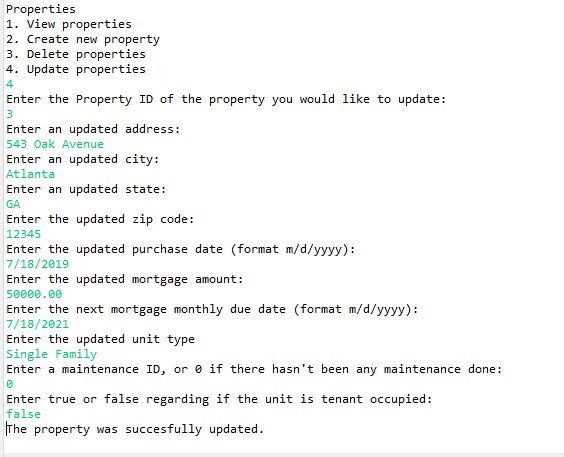 Properties
1. View properties
2. Create new property
3. Delete properties
4. Update properties
4
Enter the Property ID of the property you would like to update:
3
Enter an updated address:
543 Oak Avenue
Enter an updated city:
Atlanta
Enter an updated state:
GA
Enter the updated zip code:
12345
Enter the updated purchase date (format m/d/yyyy):
7/18/2019
Enter the updated mortgage amount:
50000.00
Enter the next mortgage monthly due date (format m/d/yyyy):
7/18/2021
Enter the updated unit type
Single Family
Enter a maintenance ID, or 0 if there hasn't been any maintenance done:
0
Enter true or false regarding if the unit is tenant occupied:
false
The property was succesfully updated.